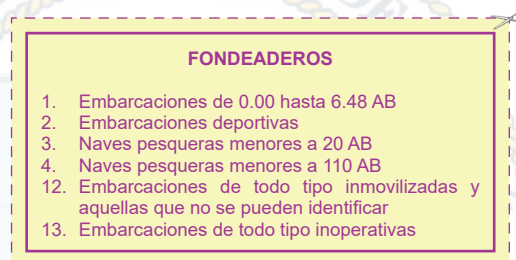 FONDEADEROS
1. Embarcaciones de 0.00 hasta 6.48 AB
2. Embarcaciones deportivas
3. Naves pesqueras menores a 20 AB
4. Naves pesqueras menores a 110 AB
12. Embarcaciones de todo tipo inmovilizadas y
aquellas que no se pueden identificar
13. Embarcaciones de todo tipo inoperativas